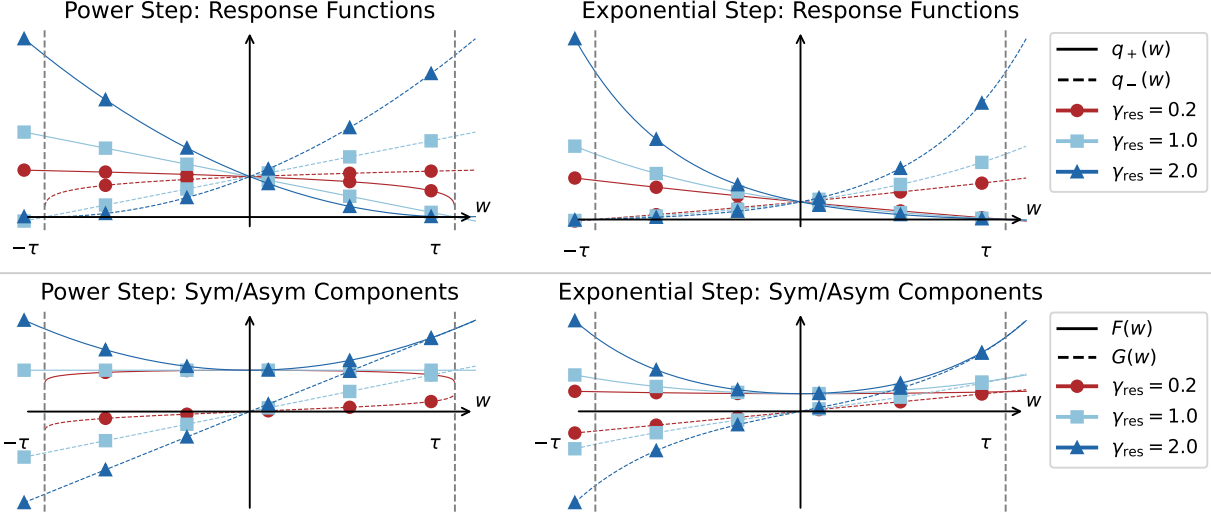 Power Step: Response Functions
w
−τ
τ
Exponential Step: Response Functions
w
−τ
τ
q₊(w)
q₋(w)
γres = 0.2
γres = 1.0
γres = 2.0
Power Step: Sym/Asym Components
w
−τ
τ
Exponential Step: Sym/Asym Components
w
−τ
τ
F(w)
G(w)
γres = 0.2
γres = 1.0
γres = 2.0